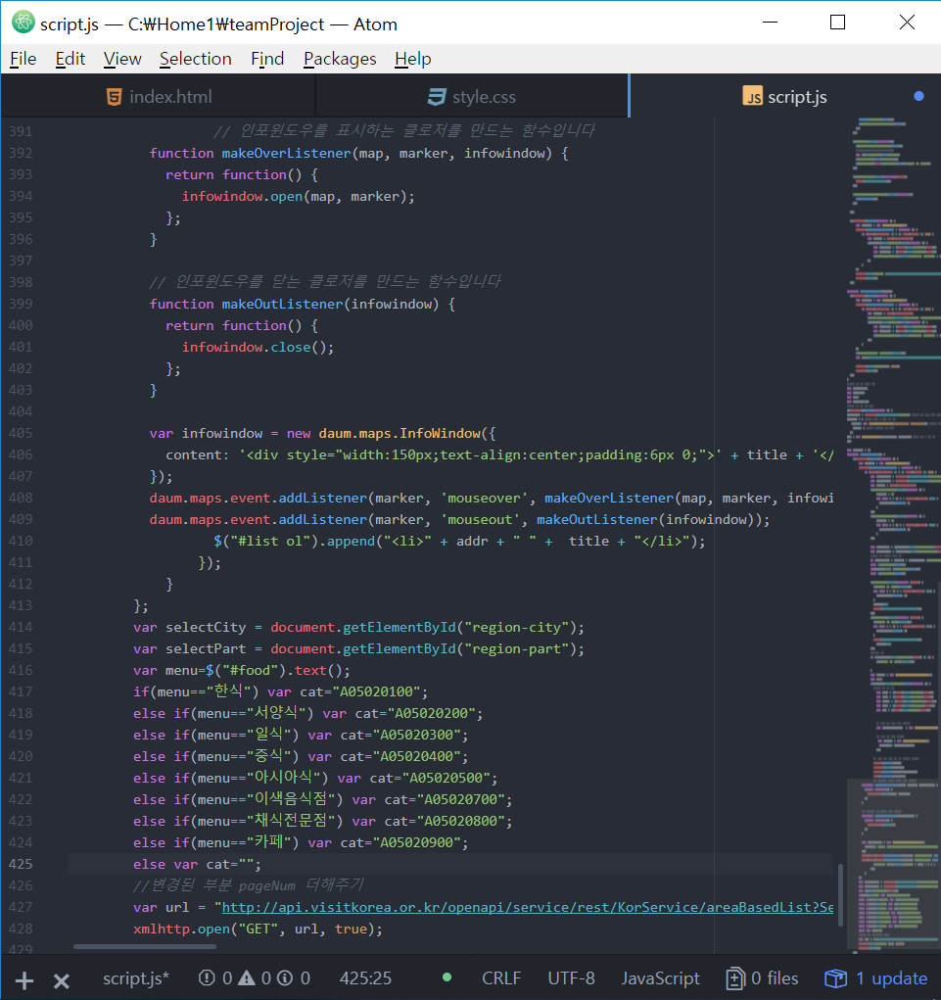 script.js — C:₩Home1₩teamProject — Atom
File Edit View Selection Find Packages Help
index.html style.css script.js
391 // 인포윈도우를 표시하는 클로저를 만드는 함수입니다
392 function makeOverListener(map, marker, infowindow) {
393 return function() {
394 infowindow.open(map, marker);
395 };
396 }
397
398 // 인포윈도우를 닫는 클로저를 만드는 함수입니다
399 function makeOutListener(infowindow) {
400 return function() {
401 infowindow.close();
402 };
403 }
404
405 var infowindow = new daum.maps.InfoWindow({
406 content: '<div style="width:150px;text-align:center;padding:6px 0;">' + title + '</
407 });
408 daum.maps.event.addListener(marker, 'mouseover', makeOverListener(map, marker, infowi
409 daum.maps.event.addListener(marker, 'mouseout', makeOutListener(infowindow));
410 $("#list ol").append("<li>" + addr + " " + title + "</li>");
411 });
412 }
413 };
414 var selectCity = document.getElementById("region-city");
415 var selectPart = document.getElementById("region-part");
416 var menu=$("#food").text();
417 if(menu=="한식") var cat="A05020100";
418 else if(menu=="서양식") var cat="A05020200";
419 else if(menu=="일식") var cat="A05020300";
420 else if(menu=="중식") var cat="A05020400";
421 else if(menu=="아시아식") var cat="A05020500";
422 else if(menu=="이색음식점") var cat="A05020700";
423 else if(menu=="채식전문점") var cat="A05020800";
424 else if(menu=="카페") var cat="A05020900";
425 else var cat="";
426 //변경된 부분 pageNum 더해주기
427 var url = "http://api.visitkorea.or.kr/openapi/service/rest/KorService/areaBasedList?Se
428 xmlhttp.open("GET", url, true);
429
script.js* 0 0 0 425:25 CRLF UTF-8 JavaScript 0 files 1 update